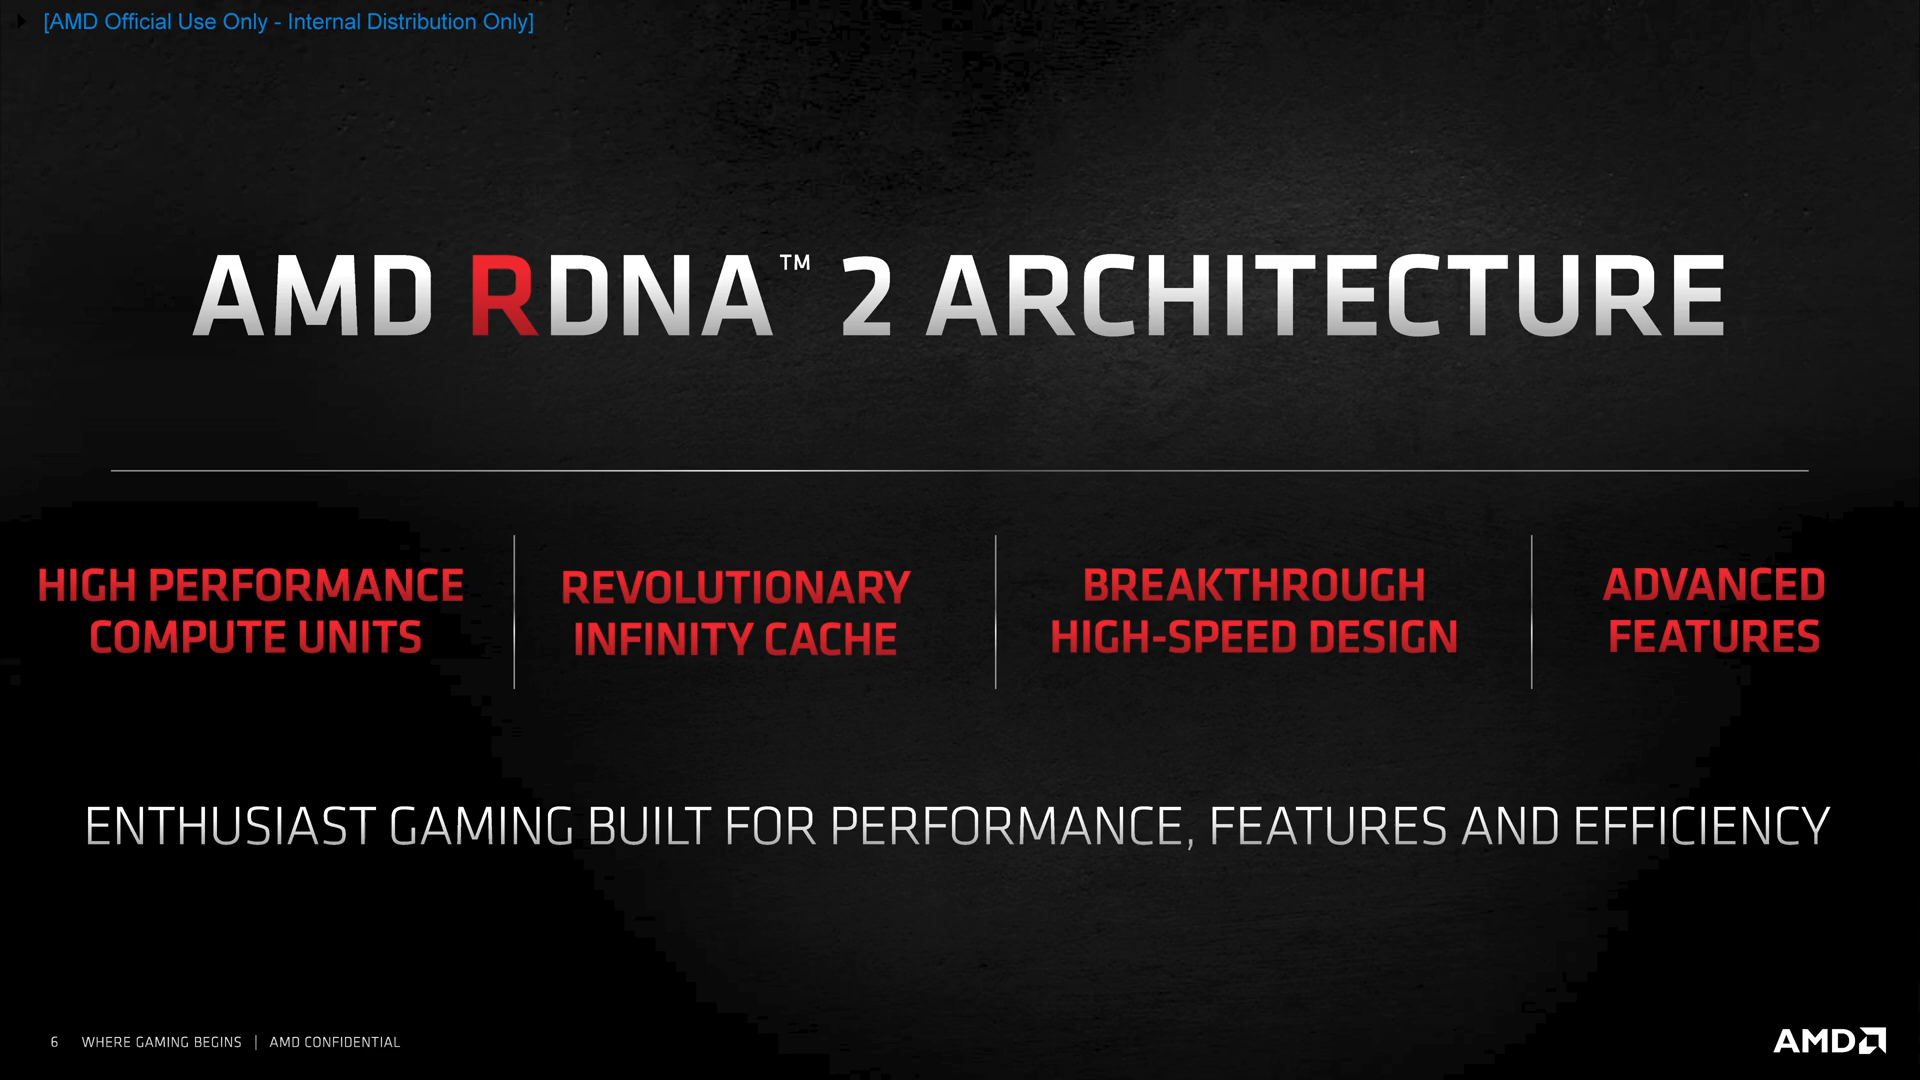 [AMD Official Use Only - Internal Distribution Only]
AMD RDNA™ 2 ARCHITECTURE
HIGH PERFORMANCE
COMPUTE UNITS
REVOLUTIONARY
INFINITY CACHE
BREAKTHROUGH
HIGH-SPEED DESIGN
ADVANCED
FEATURES
ENTHUSIAST GAMING BUILT FOR PERFORMANCE, FEATURES AND EFFICIENCY
6 WHERE GAMING BEGINS | AMD CONFIDENTIAL
AMD